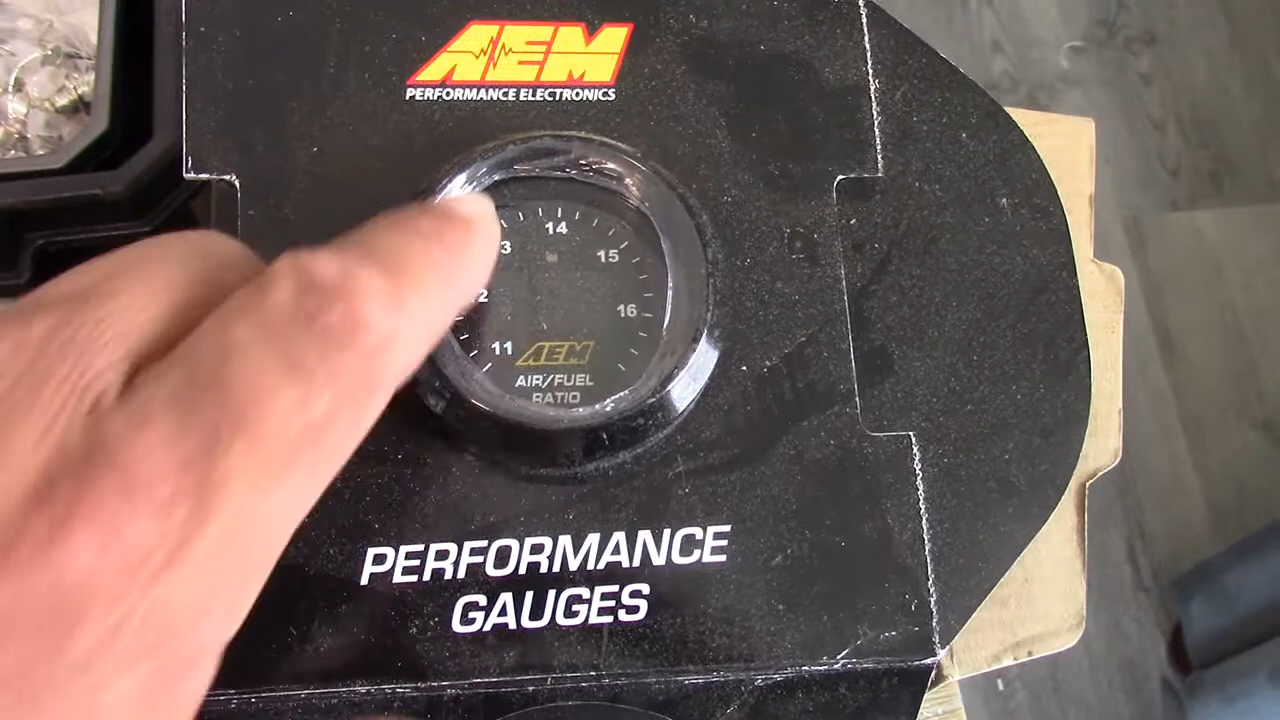 AEM
PERFORMANCE ELECTRONICS
14
15
16
11
AEM
AIR/FUEL
RATIO
PERFORMANCE
GAUGES